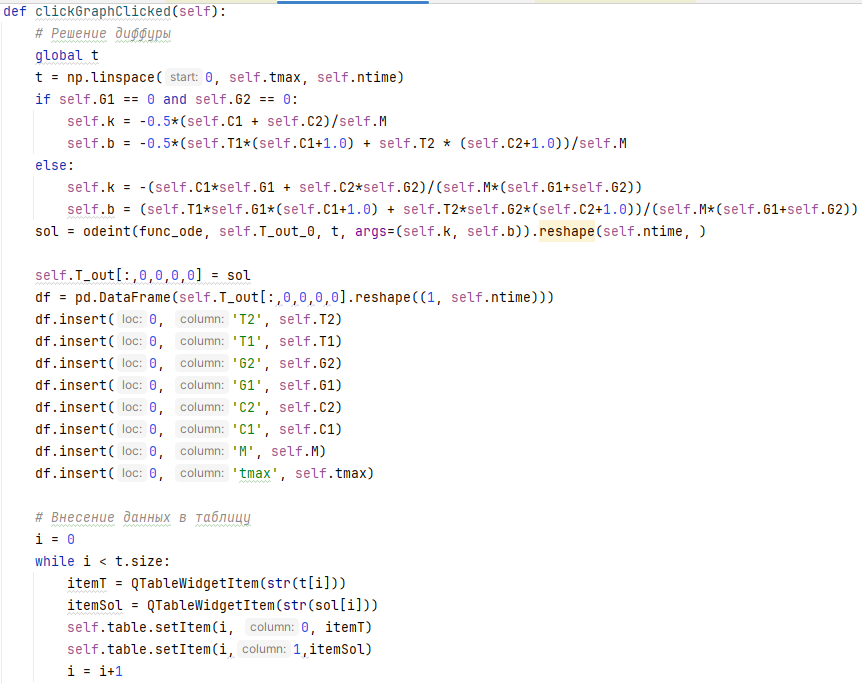 def clickGraphClicked(self):
    # Решение диффуры
    global t
    t = np.linspace( start: 0, self.tmax, self.ntime)
    if self.G1 == 0 and self.G2 == 0:
        self.k = -0.5*(self.C1 + self.C2)/self.M
        self.b = -0.5*(self.T1*(self.C1+1.0) + self.T2 * (self.C2+1.0))/self.M
    else:
        self.k = -(self.C1*self.G1 + self.C2*self.G2)/(self.M*(self.G1+self.G2))
        self.b = (self.T1*self.G1*(self.C1+1.0) + self.T2*self.G2*(self.C2+1.0))/(self.M*(self.G1+self.G2))
    sol = odeint(func_ode, self.T_out_0, t, args=(self.k, self.b)).reshape(self.ntime, )
    self.T_out[:,0,0,0,0] = sol
    df = pd.DataFrame(self.T_out[:,0,0,0,0].reshape((1, self.ntime)))
    df.insert( loc: 0, column: 'T2', self.T2)
    df.insert( loc: 0, column: 'T1', self.T1)
    df.insert( loc: 0, column: 'G2', self.G2)
    df.insert( loc: 0, column: 'G1', self.G1)
    df.insert( loc: 0, column: 'C2', self.C2)
    df.insert( loc: 0, column: 'C1', self.C1)
    df.insert( loc: 0, column: 'M', self.M)
    df.insert( loc: 0, column: 'tmax', self.tmax)
    # Внесение данных в таблицу
    i = 0
    while i < t.size:
        itemT = QTableWidgetItem(str(t[i]))
        itemSol = QTableWidgetItem(str(sol[i]))
        self.table.setItem(i, column: 0, itemT)
        self.table.setItem(i, column: 1,itemSol)
        i = i+1